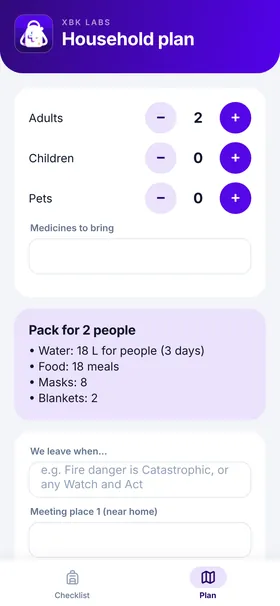 XBK LABS
Household plan
Adults
− 2 +
Children
− 0 +
Pets
− 0 +
Medicines to bring
Pack for 2 people
• Water: 18 L for people (3 days)
• Food: 18 meals
• Masks: 8
• Blankets: 2
We leave when...
e.g. Fire danger is Catastrophic, or
any Watch and Act
Meeting place 1 (near home)
Checklist
Plan